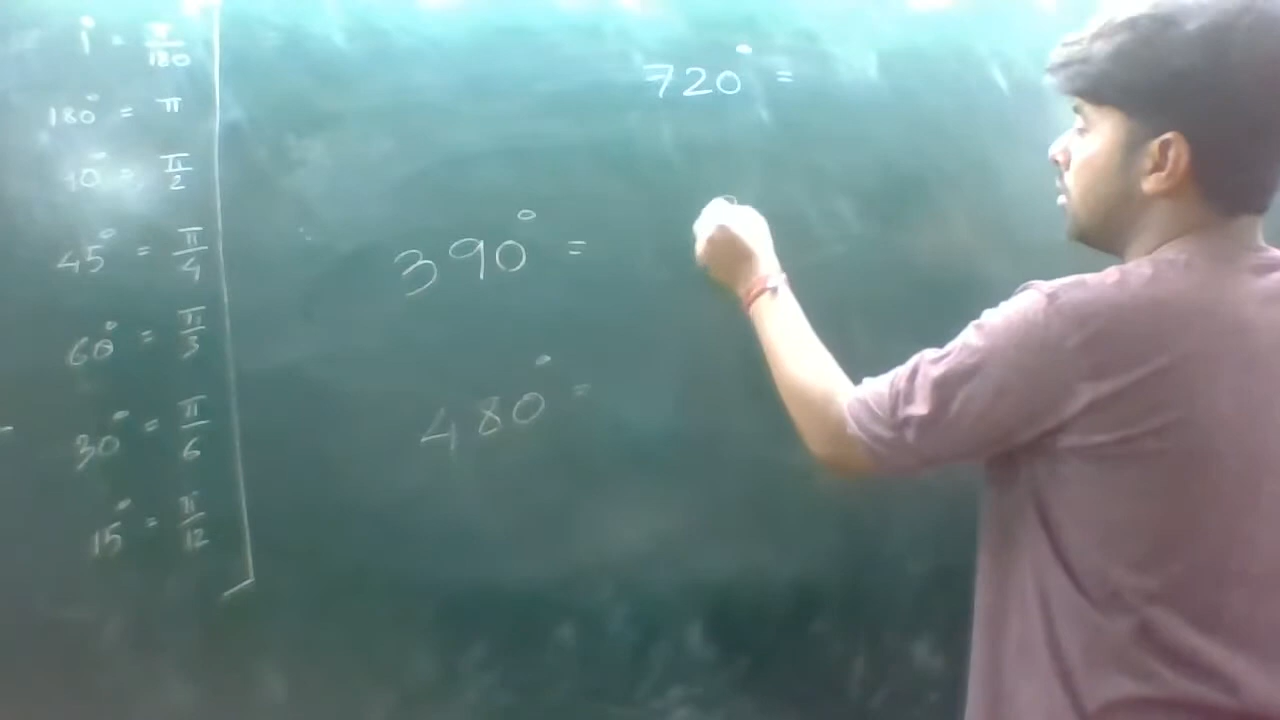 1° = π/180
180° = π
90° = π/2
45° = π/4
60° = π/3
30° = π/6
15° = π/12
720° =
390° =
480° =